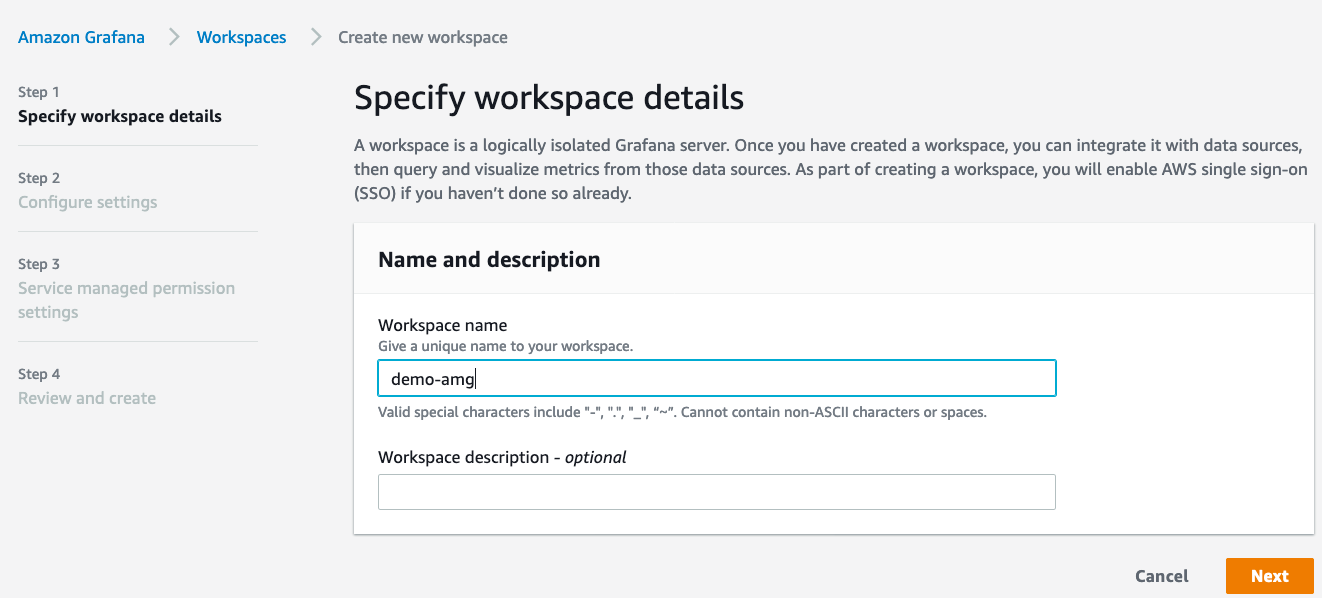 Amazon Grafana > Workspaces > Create new workspace
Step 1
Specify workspace details
Step 2
Configure settings
Step 3
Service managed permission
settings
Step 4
Review and create
Specify workspace details
A workspace is a logically isolated Grafana server. Once you have created a workspace, you can integrate it with data sources,
then query and visualize metrics from those data sources. As part of creating a workspace, you will enable AWS single sign-on
(SSO) if you haven’t done so already.
Name and description
Workspace name
Give a unique name to your workspace.
demo-amg
Valid special characters include "-", ".", "_", “~”. Cannot contain non-ASCII characters or spaces.
Workspace description - optional
Cancel
Next